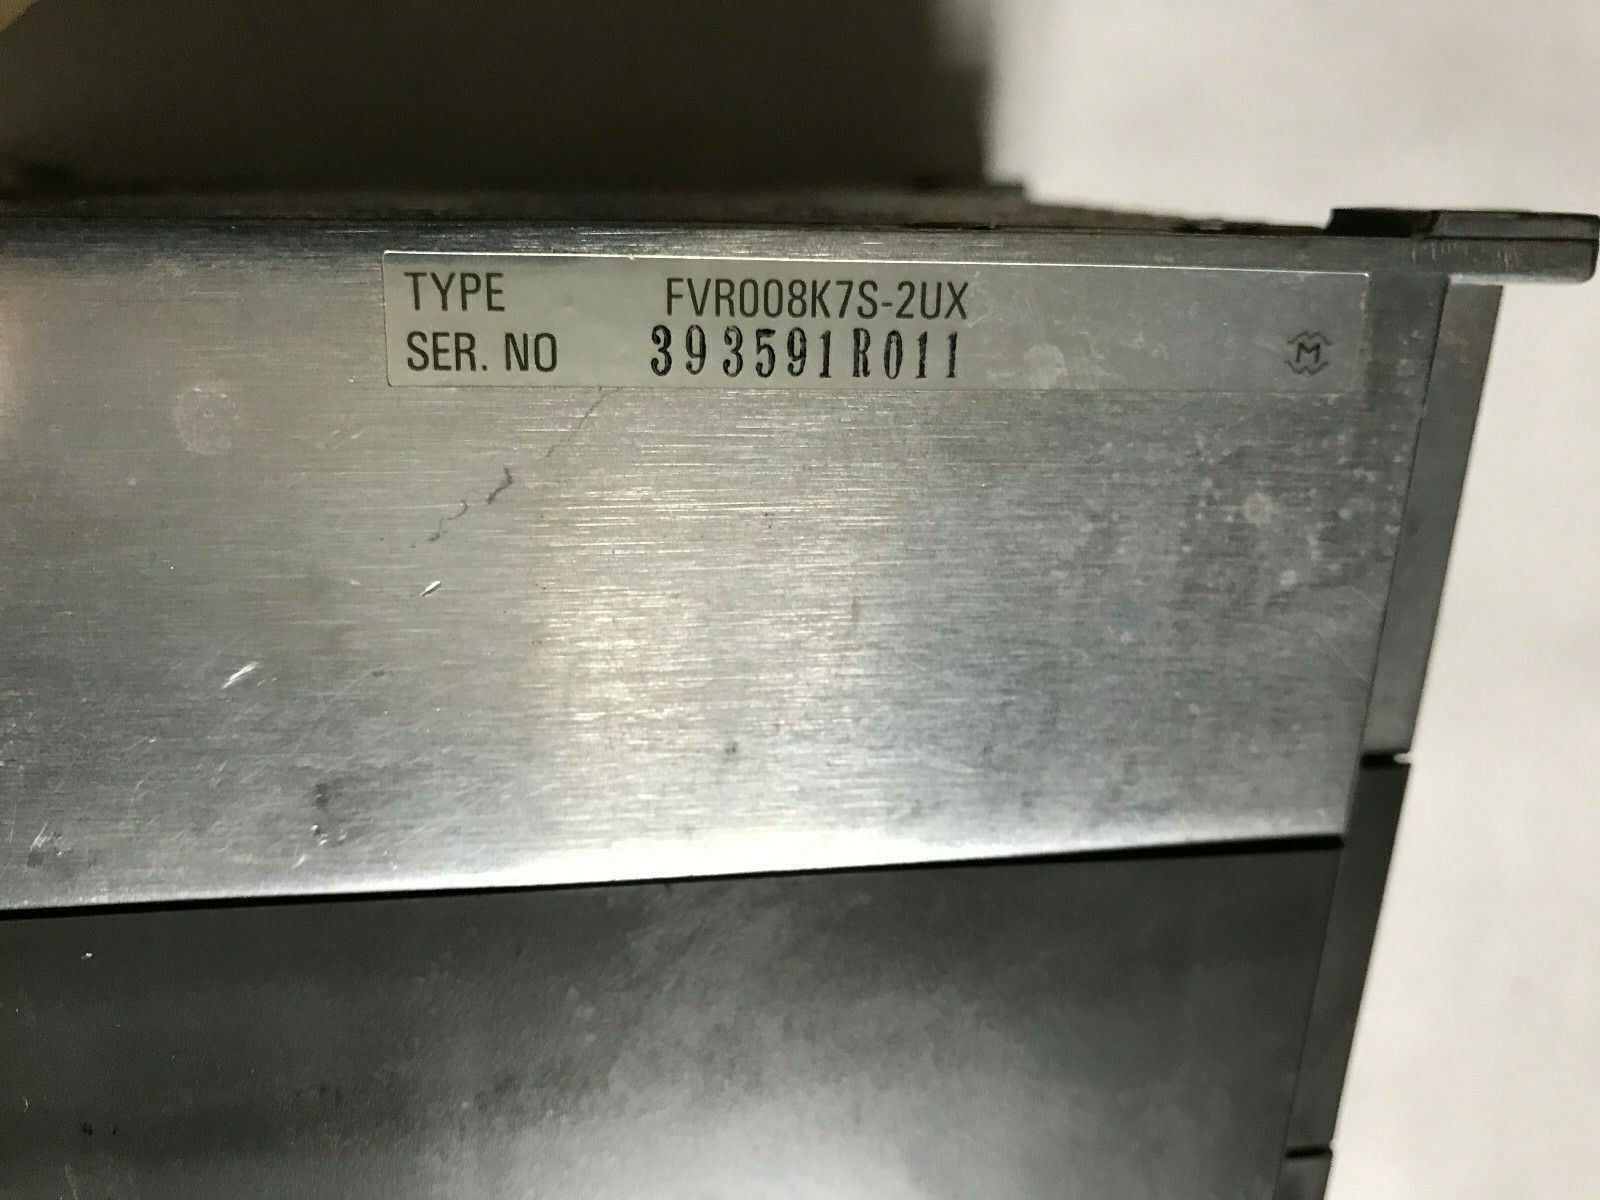 TYPE FVR008K7S-2UX
SER. NO 393591R011
M